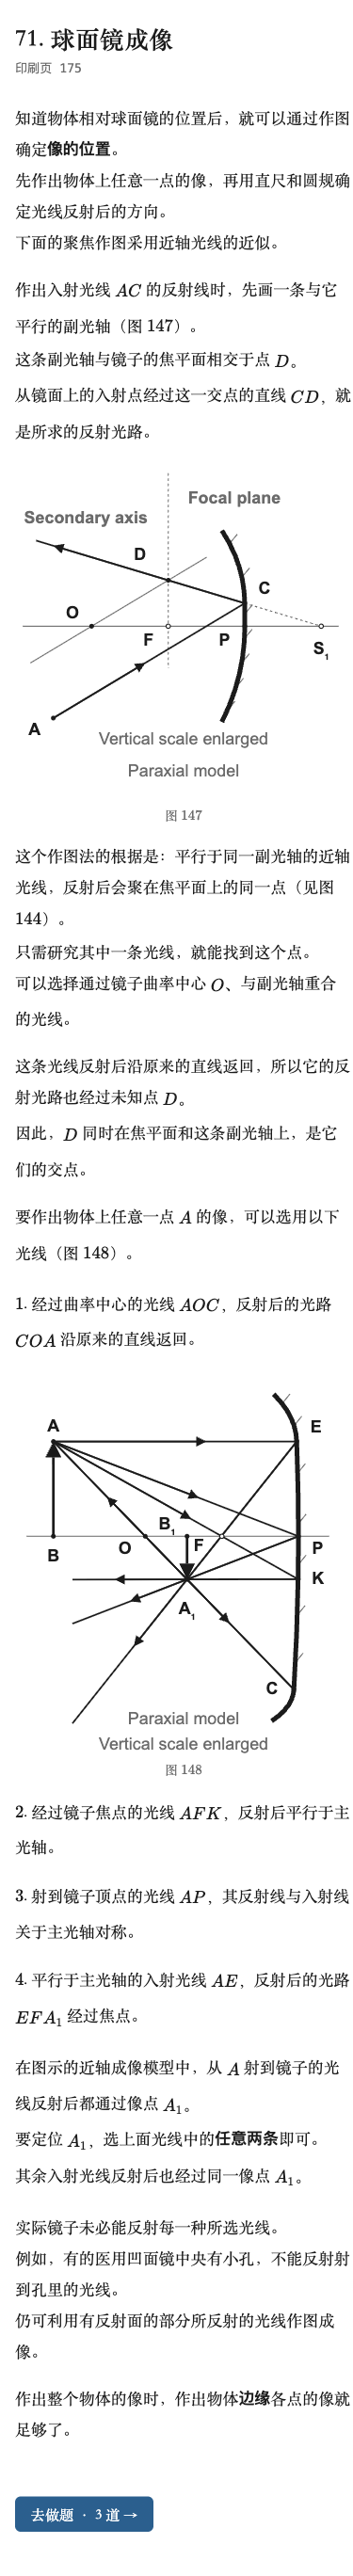 71. 球面镜成像
印刷页 175
知道物体相对球面镜的位置后，就可以通过作图
确定像的位置。
先作出物体上任意一点的像，再用直尺和圆规确
定光线反射后的方向。
下面的聚焦作图采用近轴光线的近似。
作出入射光线 AC 的反射线时，先画一条与它
平行的副光轴（图 147）。
这条副光轴与镜子的焦平面相交于点 D。
从镜面上的入射点经过这一交点的直线 CD，就
是所求的反射光路。
Focal plane
Secondary axis
D
C
O
F
P
S₁
A
Vertical scale enlarged
Paraxial model
图 147
这个作图法的根据是：平行于同一副光轴的近轴
光线，反射后会聚在焦平面上的同一点（见图
144）。
只需研究其中一条光线，就能找到这个点。
可以选择通过镜子曲率中心 O、与副光轴重合
的光线。
这条光线反射后沿原来的直线返回，所以它的反
射光路也经过未知点 D。
因此，D 同时在焦平面和这条副光轴上，是它
们的交点。
要作出物体上任意一点 A 的像，可以选用以下
光线（图 148）。
1. 经过曲率中心的光线 AOC，反射后的光路
COA 沿原来的直线返回。
A
E
B₁
B
O
F
P
K
A₁
C
Paraxial model
Vertical scale enlarged
图 148
2. 经过镜子焦点的光线 AFK，反射后平行于主
光轴。
3. 射到镜子顶点的光线 AP，其反射线与入射线
关于主光轴对称。
4. 平行于主光轴的入射光线 AE，反射后的光路
EFA₁ 经过焦点。
在图示的近轴成像模型中，从 A 射到镜子的光
线反射后都通过像点 A₁。
要定位 A₁，选上面光线中的任意两条即可。
其余入射光线反射后也经过同一像点 A₁。
实际镜子未必能反射每一种所选光线。
例如，有的医用凹面镜中央有小孔，不能反射射
到孔里的光线。
仍可利用有反射面的部分所反射的光线作图成
像。
作出整个物体的像时，作出物体边缘各点的像就
足够了。
去做题 · 3 道 →